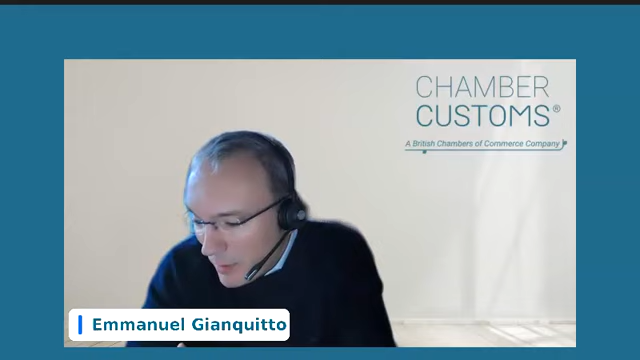 CHAMBER
CUSTOMS®
A British Chambers of Commerce Company
Emmanuel Gianquitto